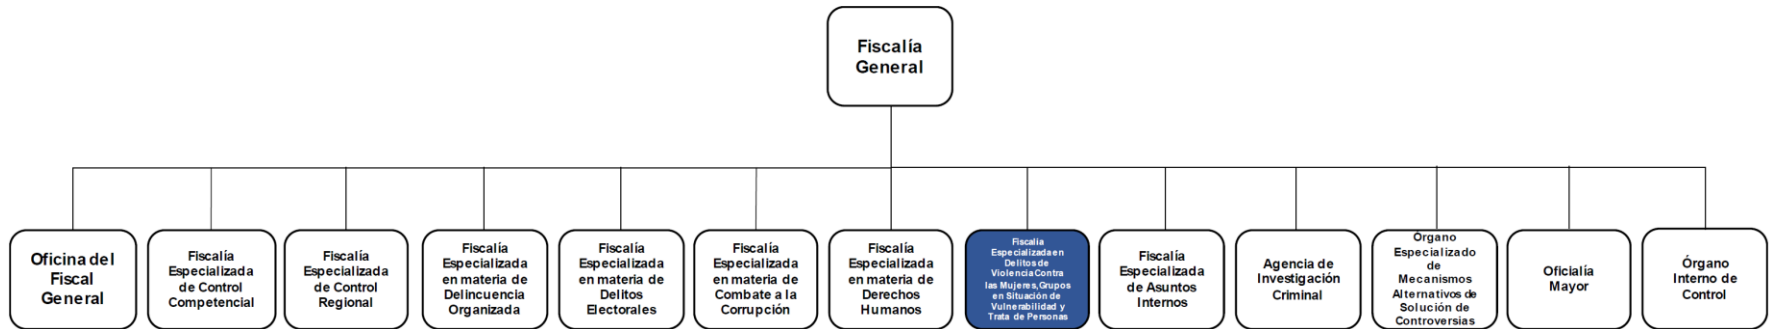 Fiscalía
General
Oficina del
Fiscal
General
Fiscalía
Especializada
de Control
Competencial
Fiscalía
Especializada
de Control
Regional
Fiscalía
Especializada
en materia de
Delincuencia
Organizada
Fiscalía
Especializada
en materia de
Delitos
Electorales
Fiscalía
Especializada
en materia de
Combate a la
Corrupción
Fiscalía
Especializada
en materia de
Derechos
Humanos
Fiscalía
Especializada en
Delitos de
Violencia Contra
las Mujeres,Grupos
en Situación de
Vulnerabilidad y
Trata de Personas
Fiscalía
Especializada
de Asuntos
Internos
Agencia de
Investigación
Criminal
Órgano
Especializado
de
Mecanismos
Alternativos de
Solución de
Controversias
Oficialía
Mayor
Órgano
Interno de
Control